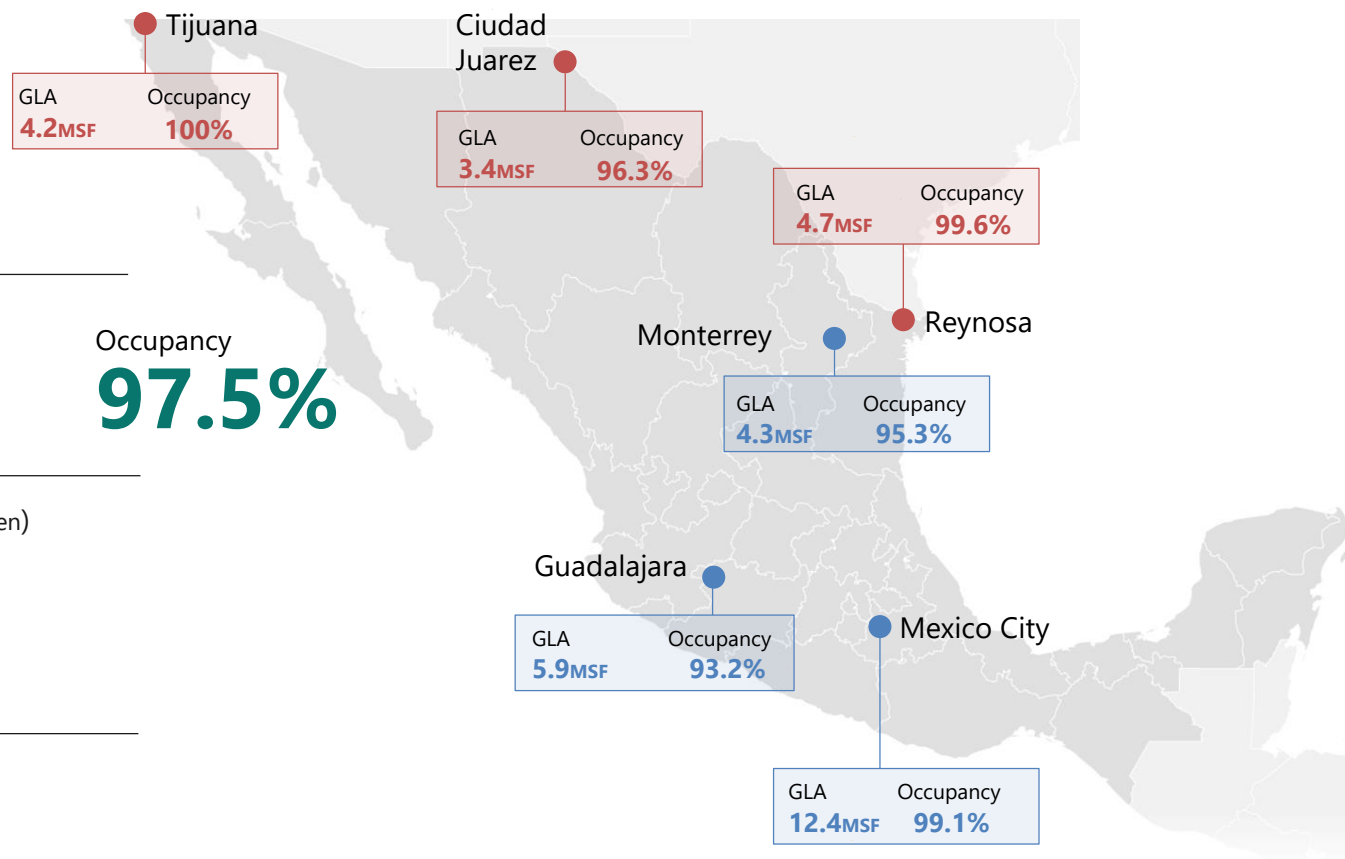 Tijuana
GLA Occupancy
4.2MSF 100%
Ciudad
Juarez
GLA Occupancy
3.4MSF 96.3%
GLA Occupancy
4.7MSF 99.6%
Reynosa
Occupancy
97.5%
Monterrey
GLA Occupancy
4.3MSF 95.3%
en)
Guadalajara
GLA Occupancy
5.9MSF 93.2%
Mexico City
GLA Occupancy
12.4MSF 99.1%